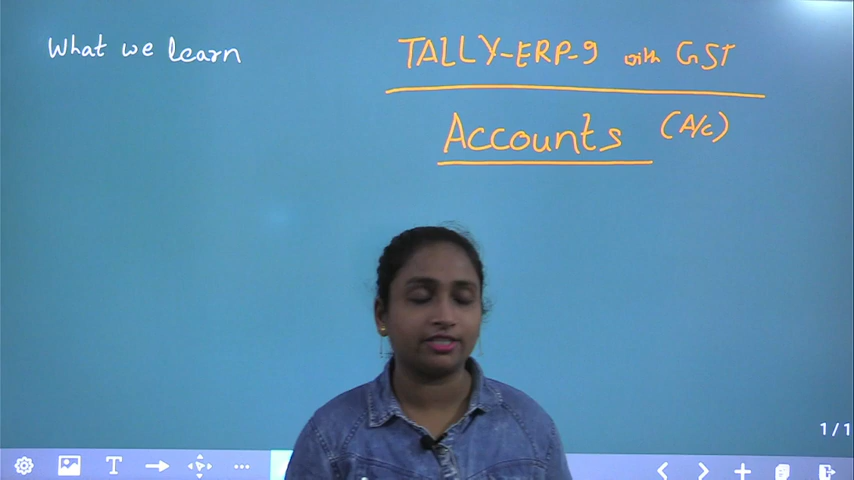 What we learn
TALLY-ERP-9 with GST
Accounts (A/c)
1/1
T